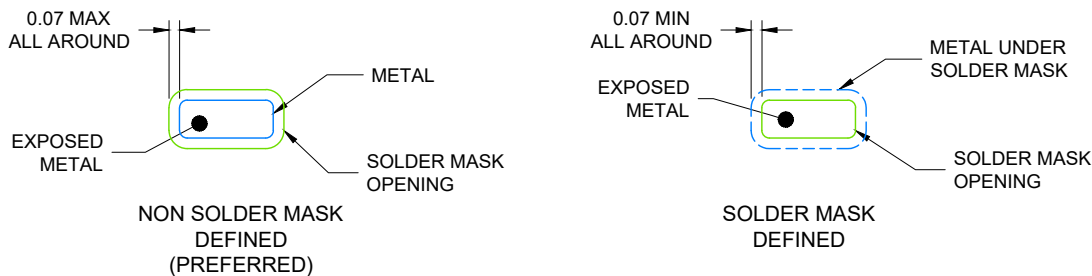 0.07 MAX
ALL AROUND
METAL
EXPOSED
METAL
SOLDER MASK
OPENING
NON SOLDER MASK
DEFINED
(PREFERRED)
0.07 MIN
ALL AROUND
METAL UNDER
SOLDER MASK
EXPOSED
METAL
SOLDER MASK
OPENING
SOLDER MASK
DEFINED